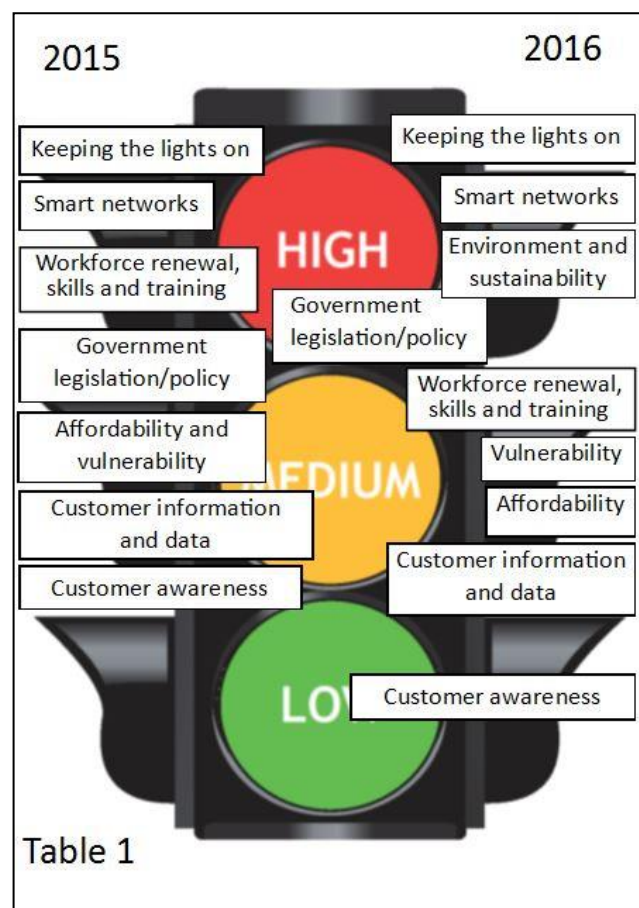 2015
2016
Keeping the lights on
Smart networks
Workforce renewal,
skills and training
Government
legislation/policy
Affordability and
vulnerability
Customer information
and data
Customer awareness
HIGH
MEDIUM
Keeping the lights on
Smart networks
Environment and
sustainability
Government
legislation/policy
Workforce renewal,
skills and training
Vulnerability
Affordability
Customer information
and data
Customer awareness
Table 1